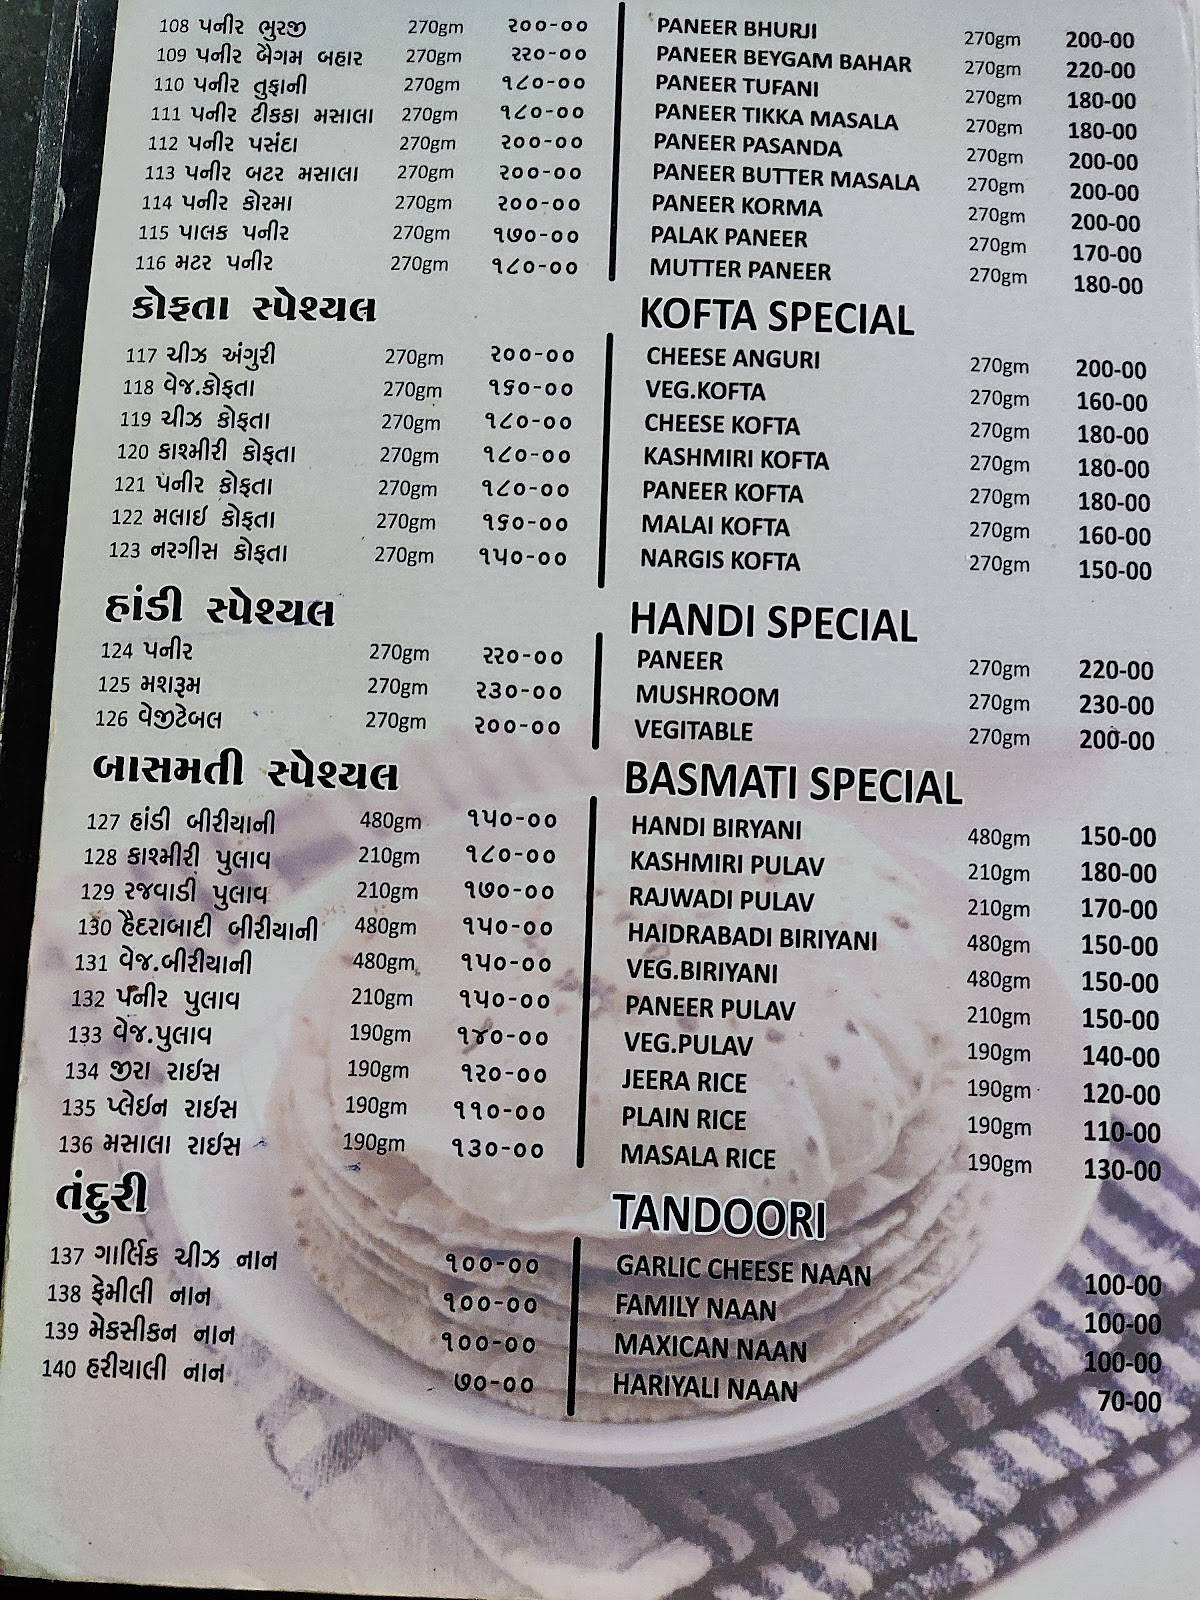 108 પનીર ભુરજી 270gm ૨૦૦-૦૦ PANEER BHURJI 270gm 200-00
109 પનીર બેગમ બહાર 270gm ૨૨૦-૦૦ PANEER BEYGAM BAHAR 270gm 220-00
110 પનીર તુફાની 270gm ૧૮૦-૦૦ PANEER TUFANI 270gm 180-00
111 પનીર ટીકકા મસાલા 270gm ૧૮૦-૦૦ PANEER TIKKA MASALA 270gm 180-00
112 પનીર પસંદા 270gm ૨૦૦-૦૦ PANEER PASANDA 270gm 200-00
113 પનીર બટર મસાલા 270gm ૨૦૦-૦૦ PANEER BUTTER MASALA 270gm 200-00
114 પનીર કોરમા 270gm ૨૦૦-૦૦ PANEER KORMA 270gm 200-00
115 પાલક પનીર 270gm ૧૭૦-૦૦ PALAK PANEER 270gm 170-00
116 મટર પનીર 270gm ૧૮૦-૦૦ MUTTER PANEER 270gm 180-00
કોફતા સ્પેશ્યલ KOFTA SPECIAL
117 ચીઝ અંગુરી 270gm ૨૦૦-૦૦ CHEESE ANGURI 270gm 200-00
118 વેજ.કોફતા 270gm ૧૬૦-૦૦ VEG.KOFTA 270gm 160-00
119 ચીઝ કોફતા 270gm ૧૮૦-૦૦ CHEESE KOFTA 270gm 180-00
120 કાશ્મીરી કોફતા 270gm ૧૮૦-૦૦ KASHMIRI KOFTA 270gm 180-00
121 પનીર કોફતા 270gm ૧૮૦-૦૦ PANEER KOFTA 270gm 180-00
122 મલાઈ કોફતા 270gm ૧૬૦-૦૦ MALAI KOFTA 270gm 160-00
123 નરગીસ કોફતા 270gm ૧૫૦-૦૦ NARGIS KOFTA 270gm 150-00
હાંડી સ્પેશ્યલ HANDI SPECIAL
124 પનીર 270gm ૨૨૦-૦૦ PANEER 270gm 220-00
125 મશરૂમ 270gm ૨૩૦-૦૦ MUSHROOM 270gm 230-00
126 વેજીટેબલ 270gm ૨૦૦-૦૦ VEGITABLE 270gm 200-00
બાસમતી સ્પેશ્યલ BASMATI SPECIAL
127 હાંડી બીરીયાની 480gm ૧૫૦-૦૦ HANDI BIRYANI 480gm 150-00
128 કાશ્મીરી પુલાવ 210gm ૧૮૦-૦૦ KASHMIRI PULAV 210gm 180-00
129 રજવાડી પુલાવ 210gm ૧૭૦-૦૦ RAJWADI PULAV 210gm 170-00
130 હૈદરાબાદી બીરીયાની 480gm ૧૫૦-૦૦ HAIDRABADI BIRIYANI 480gm 150-00
131 વેજ.બીરીયાની 480gm ૧૫૦-૦૦ VEG.BIRIYANI 480gm 150-00
132 પનીર પુલાવ 210gm ૧૫૦-૦૦ PANEER PULAV 210gm 150-00
133 વેજ.પુલાવ 190gm ૧૪૦-૦૦ VEG.PULAV 190gm 140-00
134 જીરા રાઈસ 190gm ૧૨૦-૦૦ JEERA RICE 190gm 120-00
135 પ્લેઈન રાઈસ 190gm ૧૧૦-૦૦ PLAIN RICE 190gm 110-00
136 મસાલા રાઈસ 190gm ૧૩૦-૦૦ MASALA RICE 190gm 130-00
તંદુરી TANDOORI
137 ગાર્લિક ચીઝ નાન ૧૦૦-૦૦ GARLIC CHEESE NAAN 100-00
138 ફેમીલી નાન ૧૦૦-૦૦ FAMILY NAAN 100-00
139 મેકસીકન નાન ૧૦૦-૦૦ MAXICAN NAAN 100-00
140 હરીયાલી નાન ૭૦-૦૦ HARIYALI NAAN 70-00